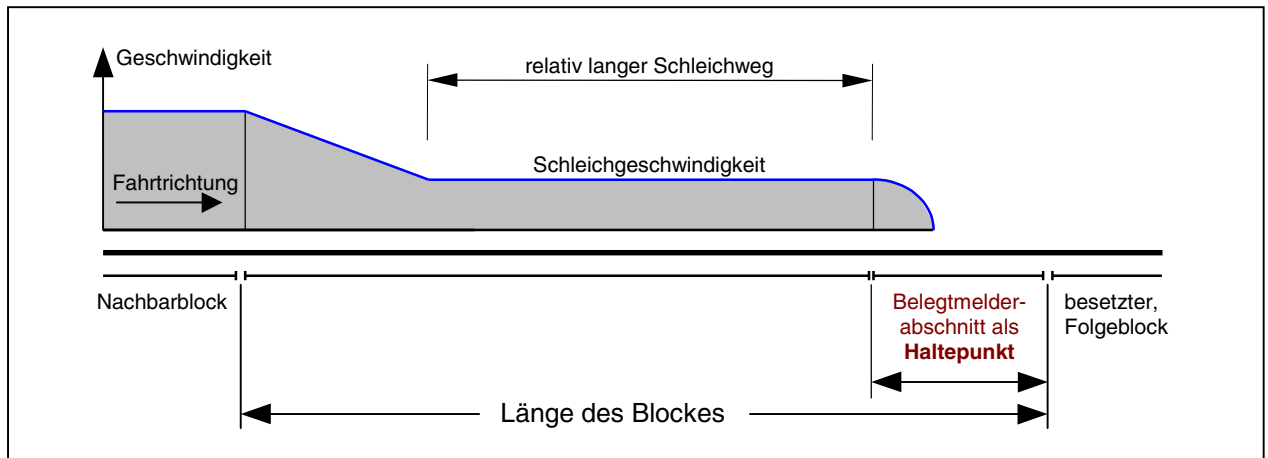 Geschwindigkeit
relativ langer Schleichweg
Schleichgeschwindigkeit
Fahrtrichtung
Nachbarblock
Belegtmelder-
abschnitt als
Haltepunkt
besetzter,
Folgeblock
Länge des Blockes